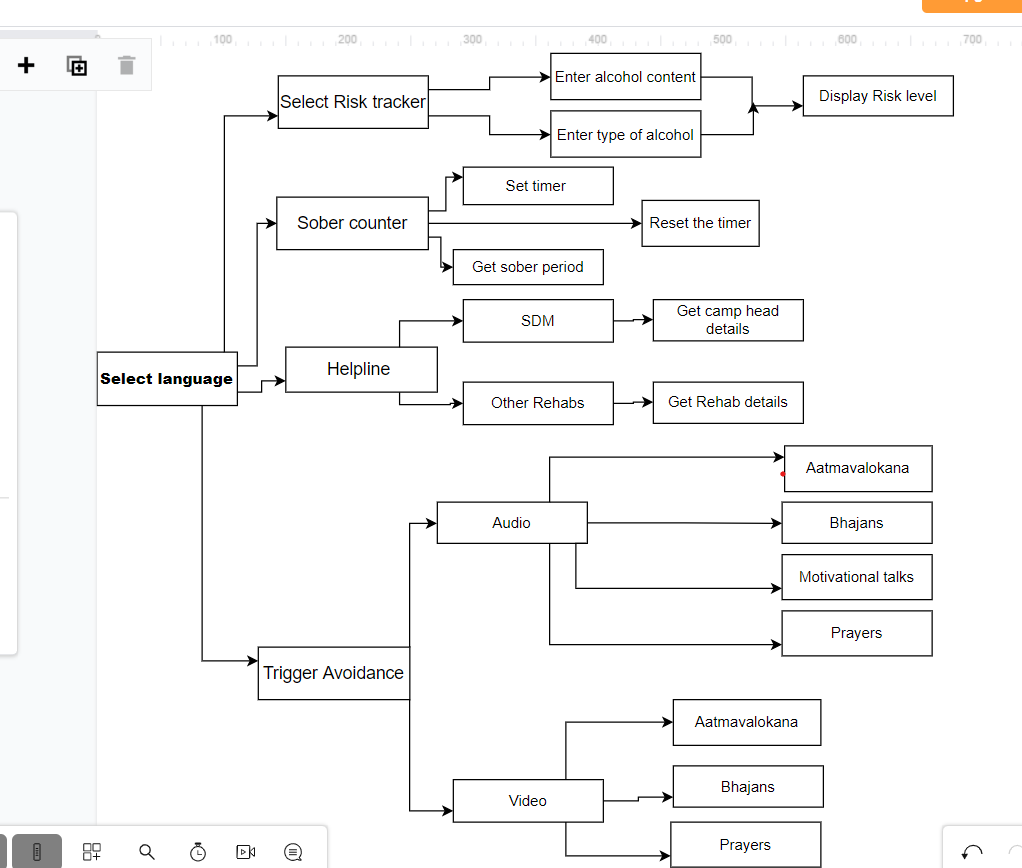 100
200
300
400
500
600
700
Select Risk tracker
Enter alcohol content
Enter type of alcohol
Display Risk level
Set timer
Sober counter
Reset the timer
Get sober period
SDM
Get camp head
details
Select language
Helpline
Other Rehabs
Get Rehab details
Aatmavalokana
Audio
Bhajans
Motivational talks
Prayers
Trigger Avoidance
Aatmavalokana
Video
Bhajans
Prayers